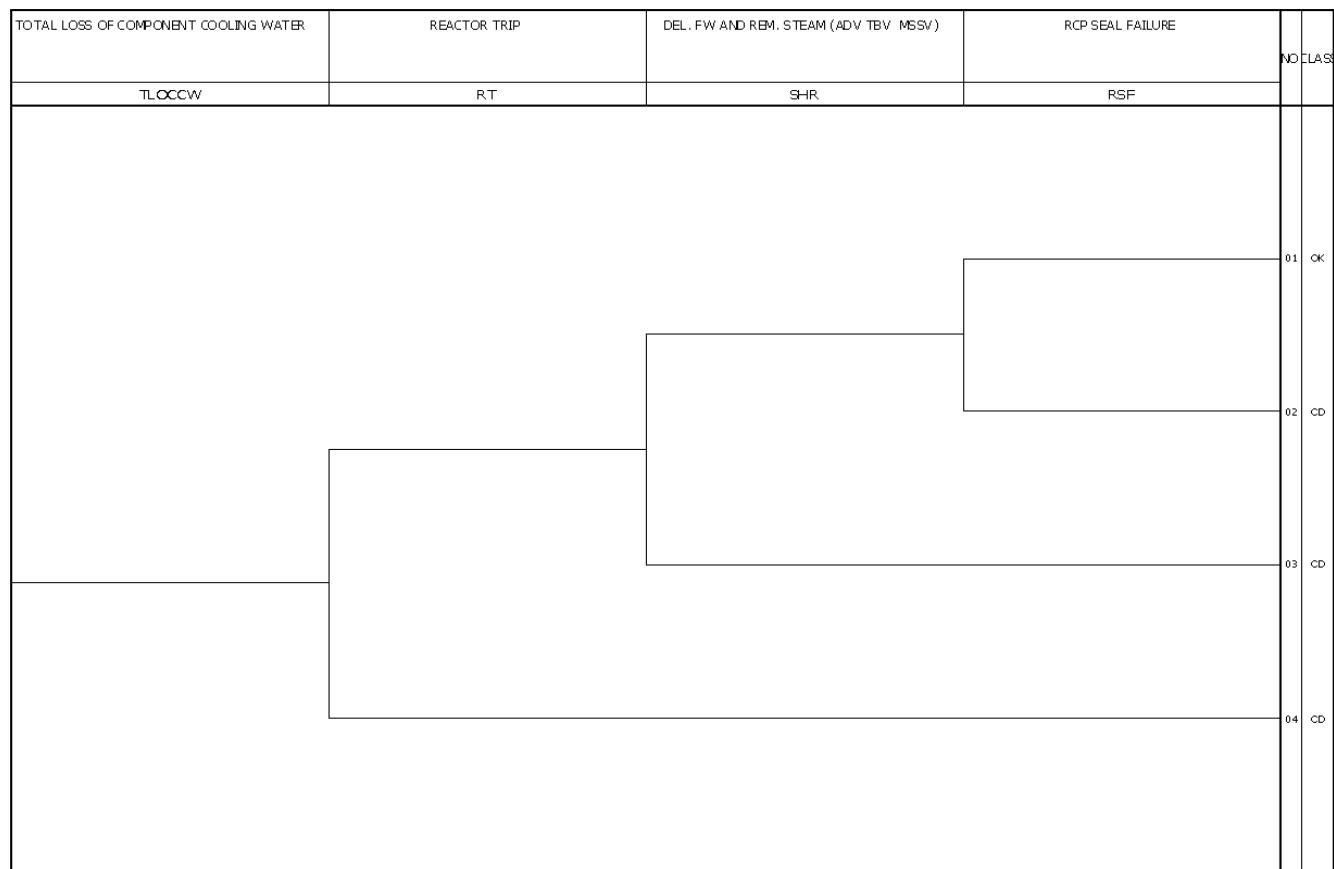 TOTAL LOSS OF COMPONENT COOLING WATER
REACTOR TRIP
DEL. FW AND REM. STEAM (ADV TBV MSSV)
RCP SEAL FAILURE
NO
CLASS
TLOCCW
RT
SHR
RSF
01 OK
02 CD
03 CD
04 CD